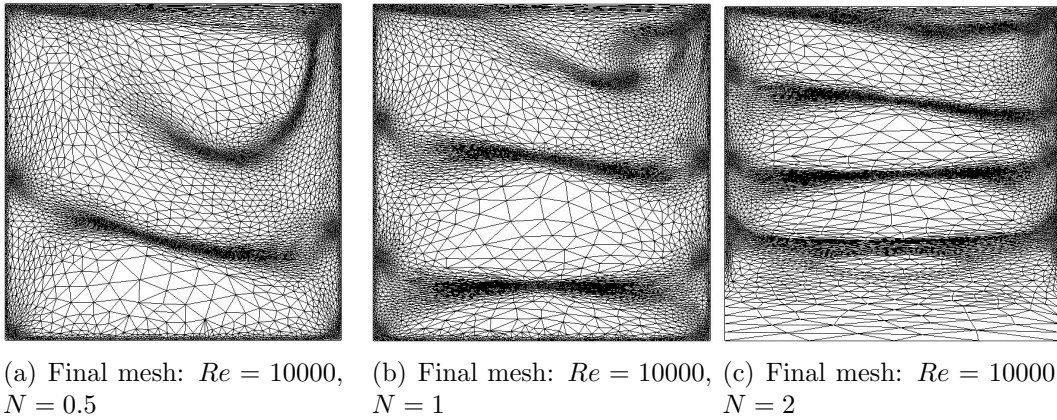 (a) Final mesh: Re = 10000,
N = 0.5
(b) Final mesh: Re = 10000,
N = 1
(c) Final mesh: Re = 10000
N = 2